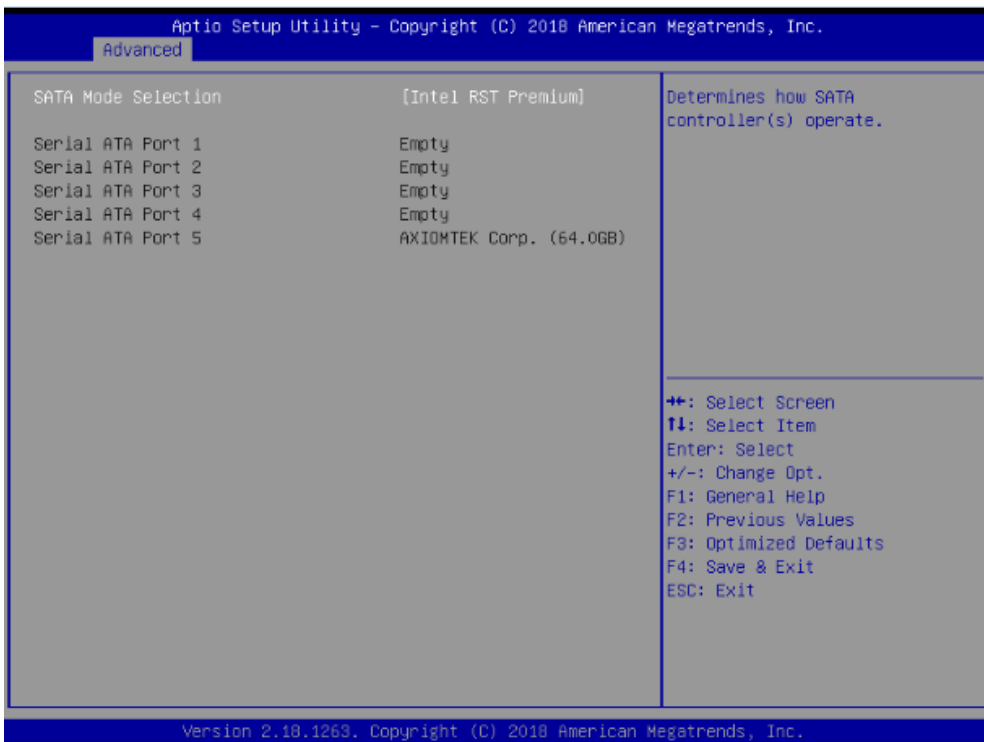 Aptio Setup Utility – Copyright (C) 2018 American Megatrends, Inc.
Advanced
SATA Mode Selection [Intel RST Premium]
Serial ATA Port 1 Empty
Serial ATA Port 2 Empty
Serial ATA Port 3 Empty
Serial ATA Port 4 Empty
Serial ATA Port 5 AXIOMTEK Corp. (64.0GB)
Determines how SATA
controller(s) operate.
→←: Select Screen
↑↓: Select Item
Enter: Select
+/-: Change Opt.
F1: General Help
F2: Previous Values
F3: Optimized Defaults
F4: Save & Exit
ESC: Exit
Version 2.18.1263. Copyright (C) 2018 American Megatrends, Inc.